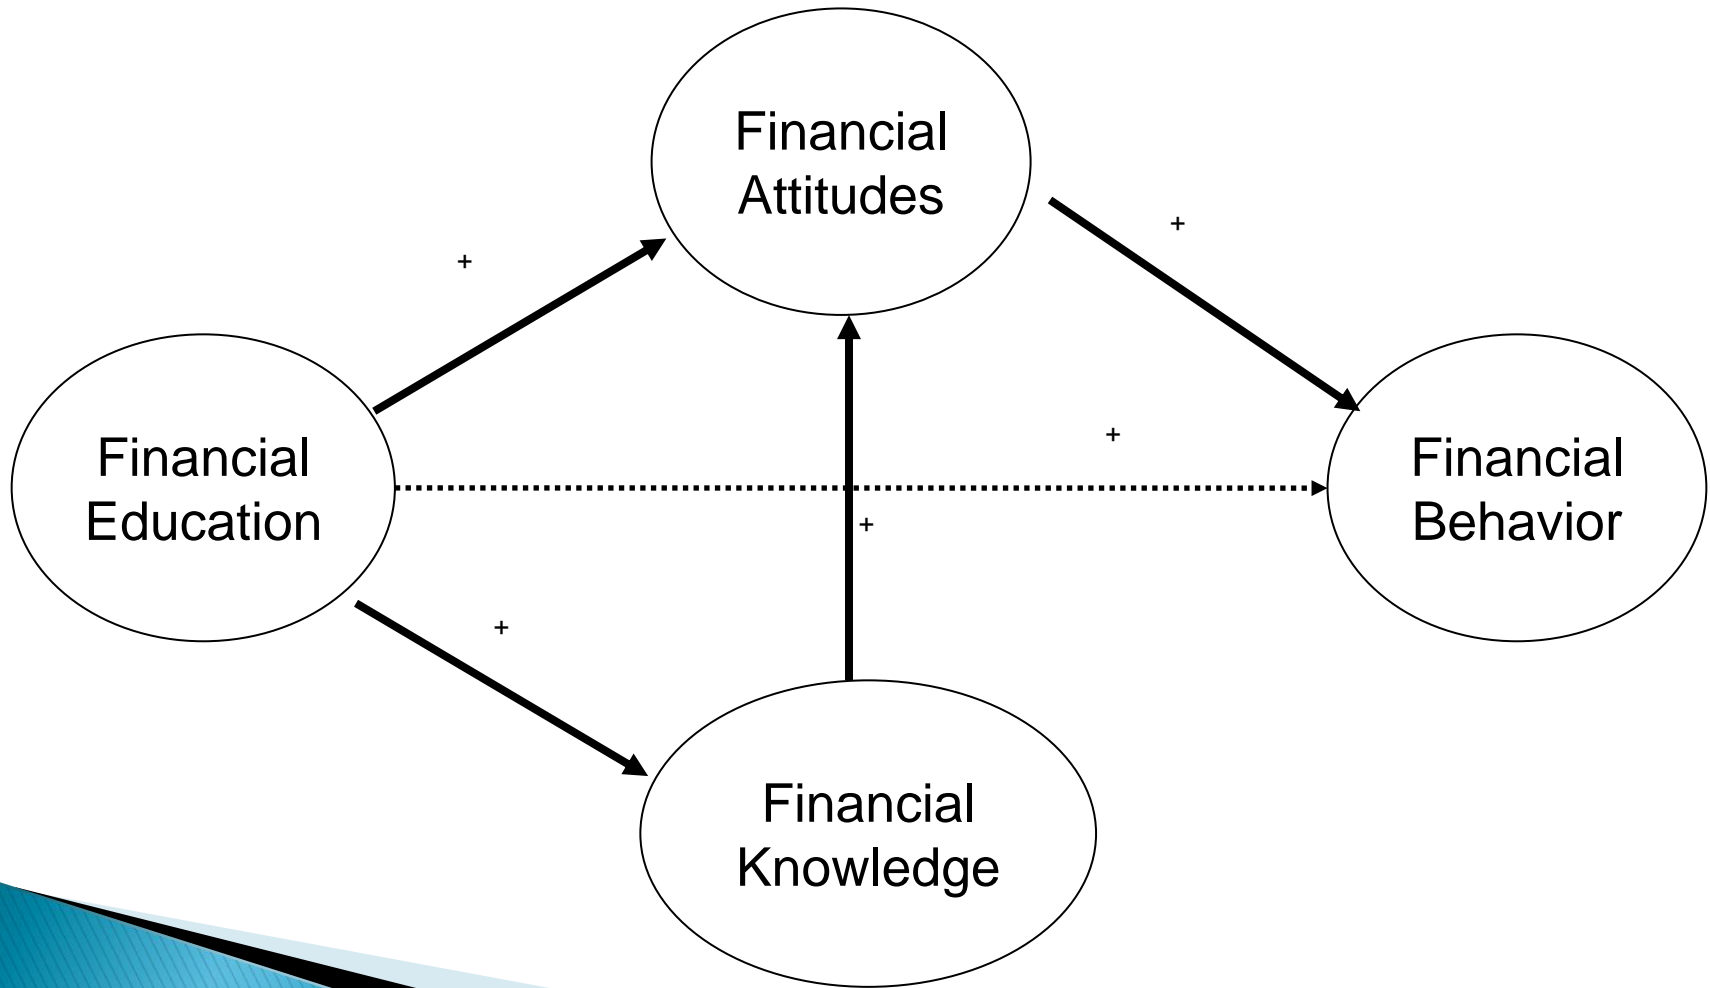 Financial
Attitudes
+
+
Financial
Education
+
Financial
Behavior
+
+
Financial
Knowledge